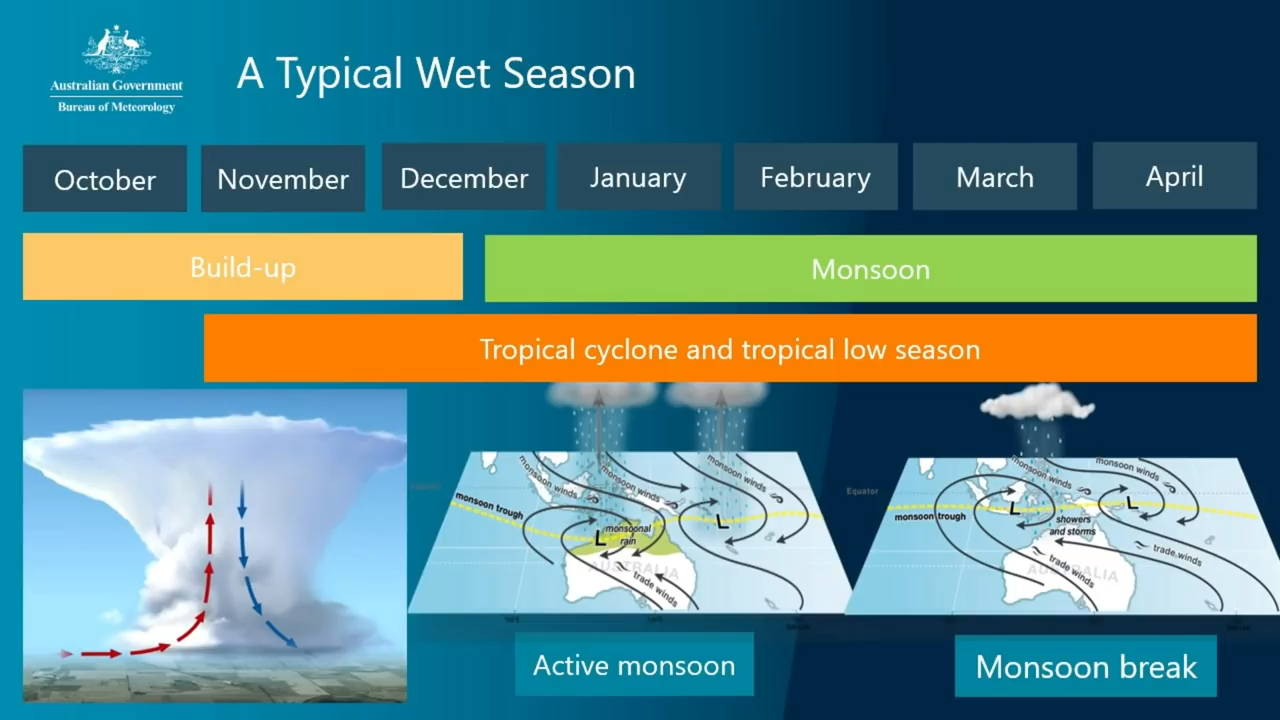 Australian Government
Bureau of Meteorology
A Typical Wet Season
October
November
December
January
February
March
April
Build-up
Monsoon
Tropical cyclone and tropical low season
monsoon winds
monsoon winds
monsoon winds
monsoon trough
L
L
monsoonal
rain
AUSTRALIA
trade winds
Active monsoon
Equator
monsoon winds
monsoon winds
monsoon trough
L
L
showers
and storms
trade winds
trade winds
AUSTRALIA
Monsoon break